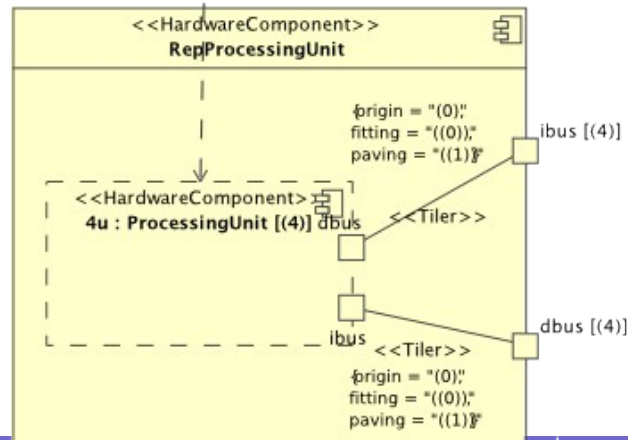 <<HardwareComponent>>
RepProcessingUnit
{origin = "(0)",
fitting = "((0))",
paving = "((1))"}
ibus [(4)]
<<HardwareComponent>>
4u : ProcessingUnit [(4)]
dbus
<<Tiler>>
dbus [(4)]
ibus
<<Tiler>>
{origin = "(0)",
fitting = "((0))",
paving = "((1))"}